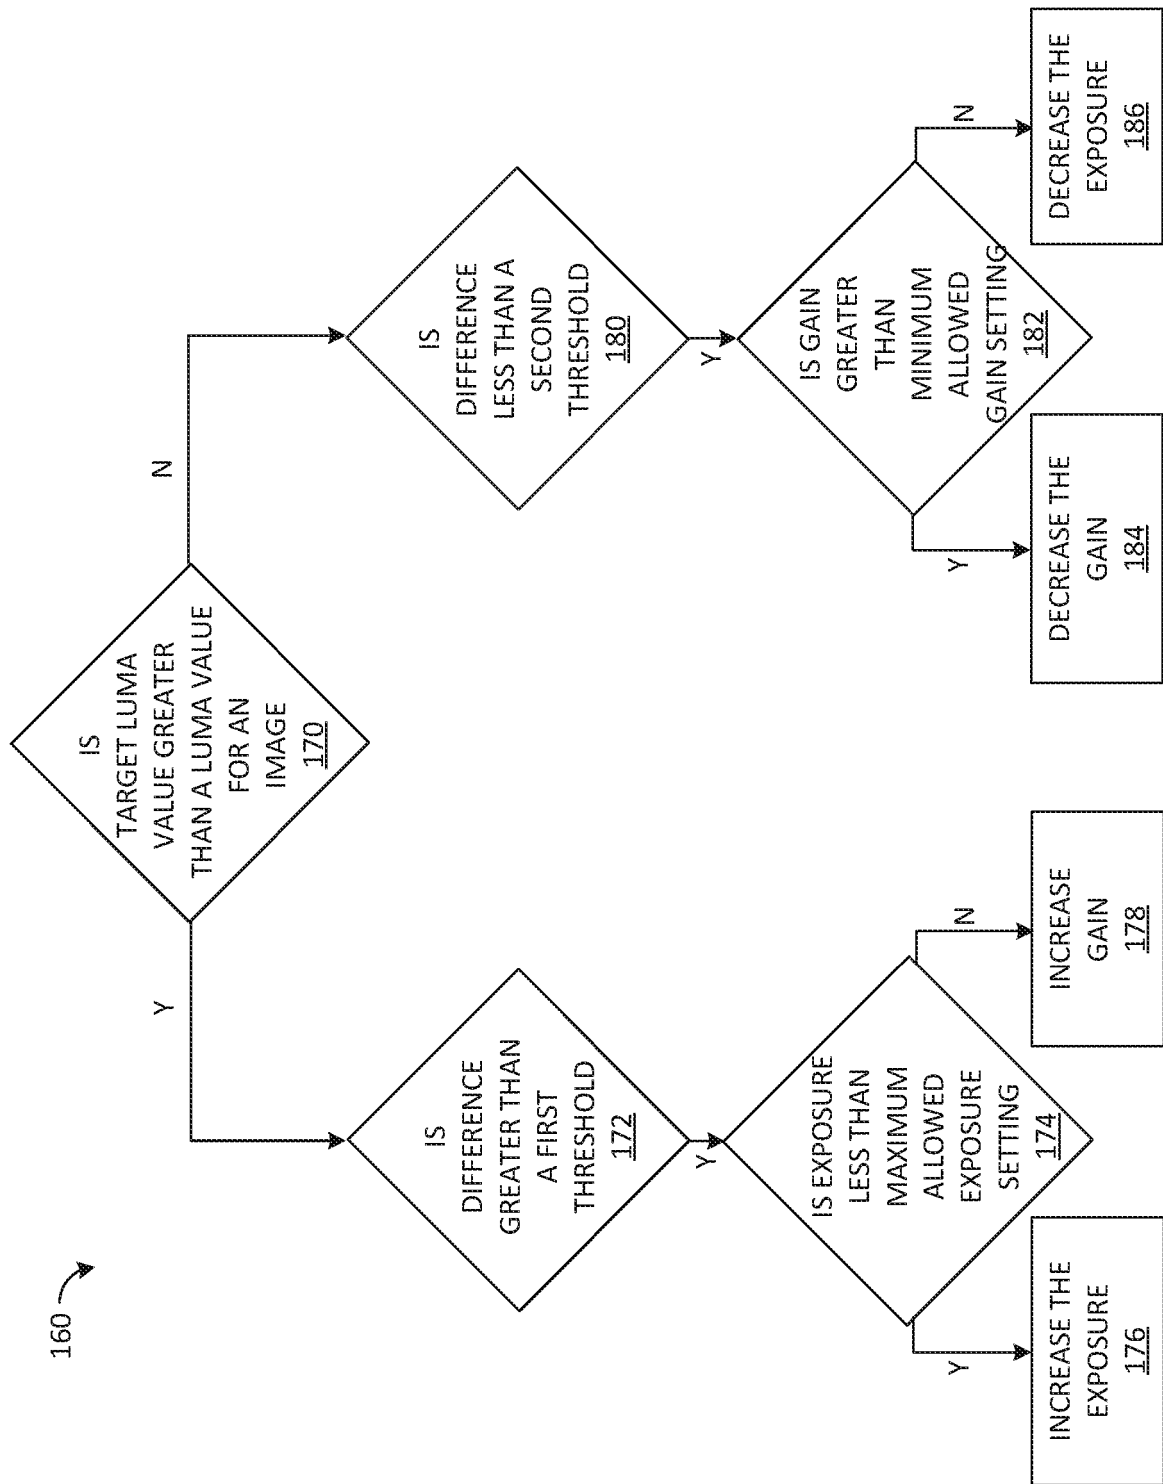 160
IS
TARGET LUMA
VALUE GREATER
THAN A LUMA VALUE
FOR AN
IMAGE
170
Y
N
IS
DIFFERENCE
GREATER THAN
A FIRST
THRESHOLD
172
Y
IS
DIFFERENCE
LESS THAN A
SECOND
THRESHOLD
180
Y
IS EXPOSURE
LESS THAN
MAXIMUM
ALLOWED
EXPOSURE
SETTING
174
Y
N
IS GAIN
GREATER
THAN
MINIMUM
ALLOWED
GAIN SETTING
182
Y
N
INCREASE THE
EXPOSURE
176
INCREASE
GAIN
178
DECREASE THE
GAIN
184
DECREASE THE
EXPOSURE
186